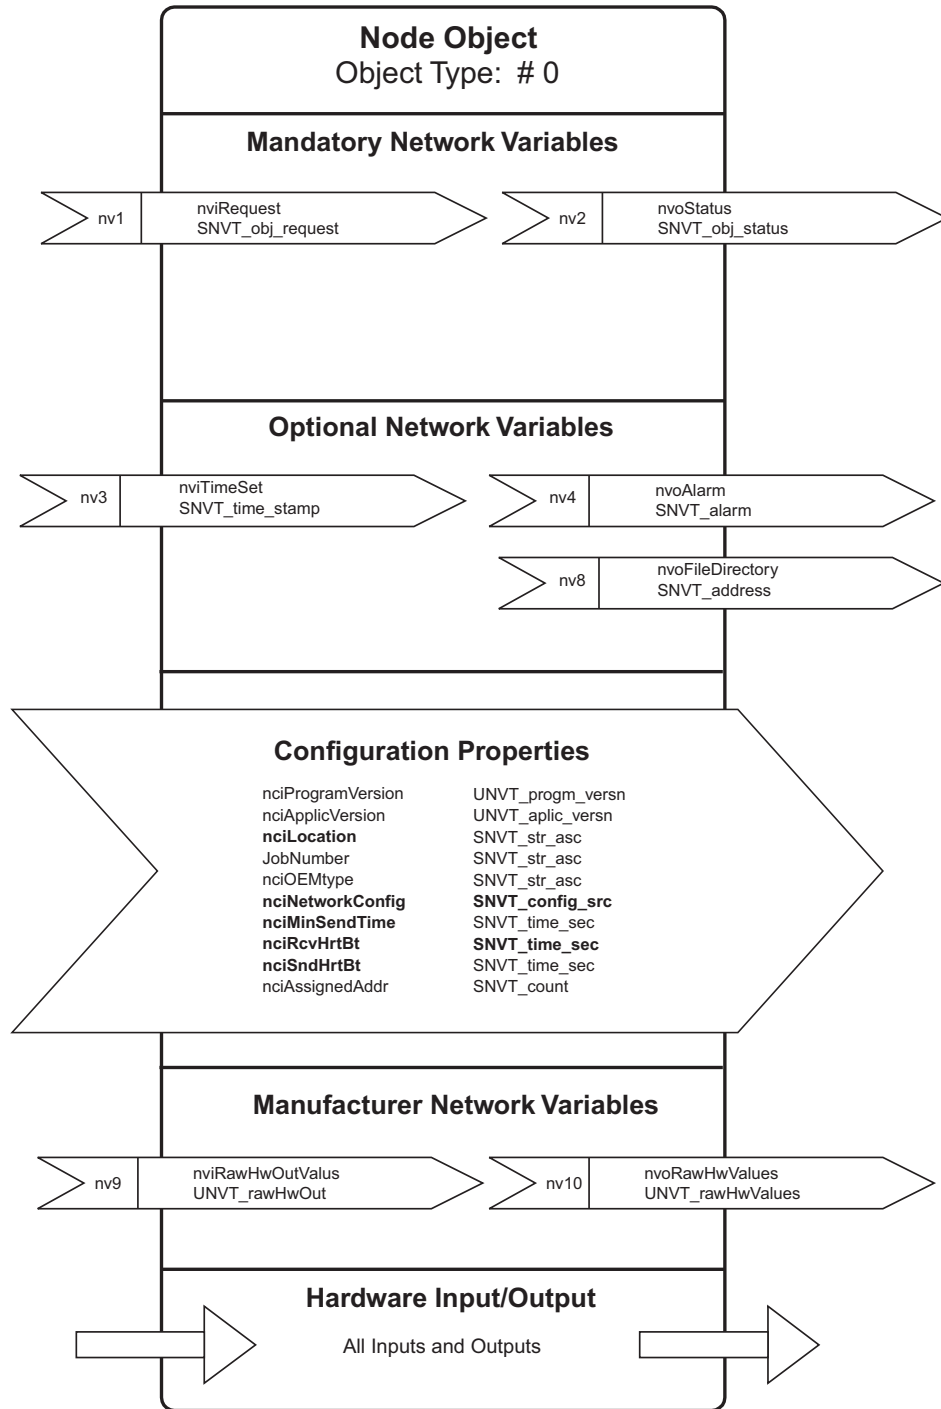 Node Object
Object Type:  # 0
Mandatory Network Variables
nv1
nviRequest
SNVT_obj_request
nv2
nvoStatus
SNVT_obj_status
Optional Network Variables
nv3
nviTimeSet
SNVT_time_stamp
nv4
nvoAlarm
SNVT_alarm
nv8
nvoFileDirectory
SNVT_address
Configuration Properties
nciProgramVersion UNVT_progm_versn
nciApplicVersion UNVT_aplic_versn
nciLocation SNVT_str_asc
JobNumber SNVT_str_asc
nciOEMtype SNVT_str_asc
nciNetworkConfig SNVT_config_src
nciMinSendTime SNVT_time_sec
nciRcvHrtBt SNVT_time_sec
nciSndHrtBt SNVT_time_sec
nciAssignedAddr SNVT_count
Manufacturer Network Variables
nv9
nviRawHwOutValus
UNVT_rawHwOut
nv10
nvoRawHwValues
UNVT_rawHwValues
Hardware Input/Output
All Inputs and Outputs